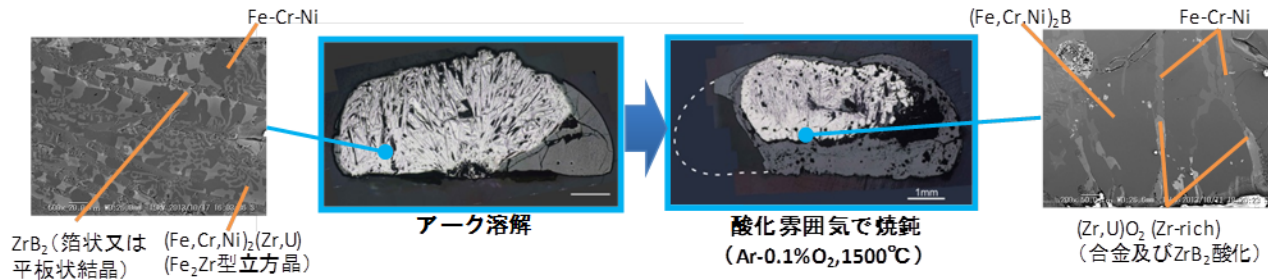 Fe-Cr-Ni
(Fe,Cr,Ni)₂B
Fe-Cr-Ni
1mm
ZrB₂(箔状又は
平板状結晶)
(Fe,Cr,Ni)₂(Zr,U)
(Fe₂Zr型立方晶)
アーク溶解
酸化雰囲気で焼鈍
(Ar-0.1%O₂,1500℃)
(Zr,U)O₂ (Zr-rich)
(合金及びZrB₂酸化)